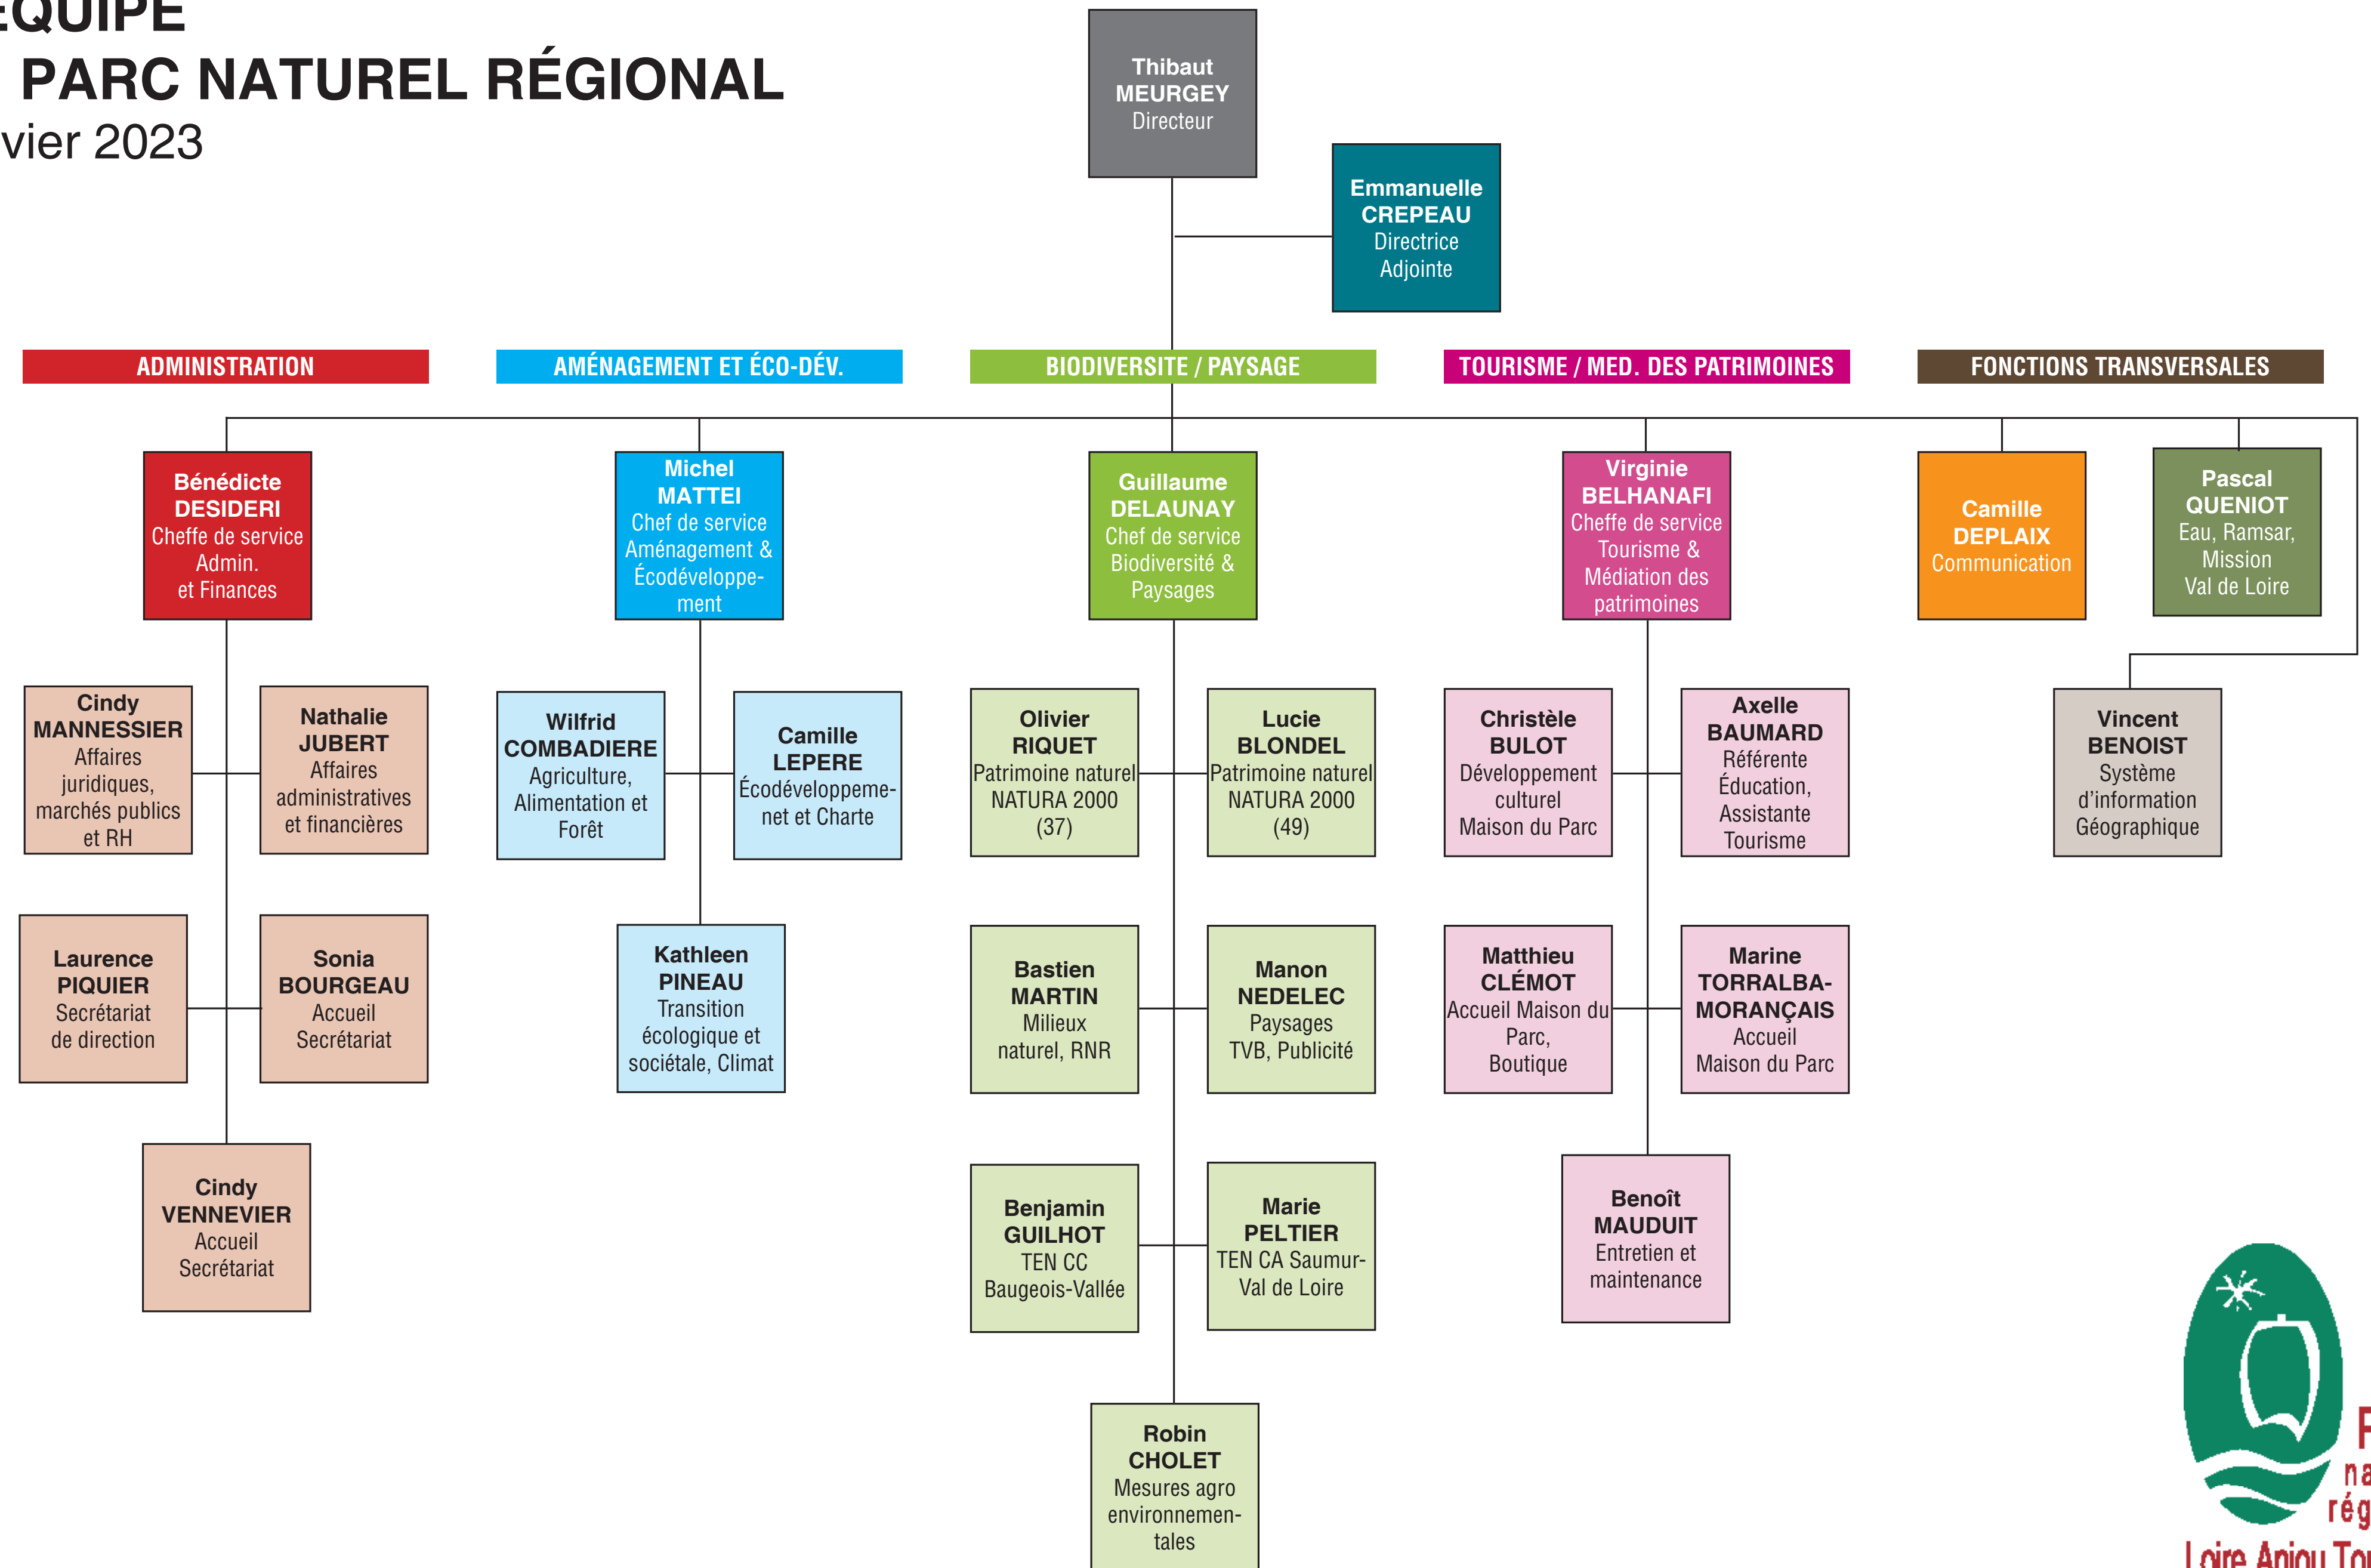 ÉQUIPE
PARC NATUREL RÉGIONAL
vier 2023
Thibaut
MEURGEY
Directeur
Emmanuelle
CREPEAU
Directrice
Adjointe
ADMINISTRATION
AMÉNAGEMENT ET ÉCO-DÉV.
BIODIVERSITE / PAYSAGE
TOURISME / MED. DES PATRIMOINES
FONCTIONS TRANSVERSALES
Bénédicte
DESIDERI
Cheffe de service
Admin.
et Finances
Michel
MATTEI
Chef de service
Aménagement &
Écodéveloppe-
ment
Guillaume
DELAUNAY
Chef de service
Biodiversité &
Paysages
Virginie
BELHANAFI
Cheffe de service
Tourisme &
Médiation des
patrimoines
Camille
DEPLAIX
Communication
Pascal
QUENIOT
Eau, Ramsar,
Mission
Val de Loire
Cindy
MANNESSIER
Affaires
juridiques,
marchés publics
et RH
Nathalie
JUBERT
Affaires
administratives
et financières
Wilfrid
COMBADIERE
Agriculture,
Alimentation et
Forêt
Camille
LEPERE
Écodéveloppeme-
net et Charte
Olivier
RIQUET
Patrimoine naturel
NATURA 2000
(37)
Lucie
BLONDEL
Patrimoine naturel
NATURA 2000
(49)
Christèle
BULOT
Développement
culturel
Maison du Parc
Axelle
BAUMARD
Référente
Éducation,
Assistante
Tourisme
Vincent
BENOIST
Système
d’information
Géographique
Laurence
PIQUIER
Secrétariat
de direction
Sonia
BOURGEAU
Accueil
Secrétariat
Kathleen
PINEAU
Transition
écologique et
sociétale, Climat
Bastien
MARTIN
Milieux
naturel, RNR
Manon
NEDELEC
Paysages
TVB, Publicité
Matthieu
CLÉMOT
Accueil Maison du
Parc,
Boutique
Marine
TORRALBA-
MORANÇAIS
Accueil
Maison du Parc
Cindy
VENNEVIER
Accueil
Secrétariat
Benjamin
GUILHOT
TEN CC
Baugeois-Vallée
Marie
PELTIER
TEN CA Saumur-
Val de Loire
Benoît
MAUDUIT
Entretien et
maintenance
Robin
CHOLET
Mesures agro
environnemen-
tales
P
na
rég
Loire Anjou Tou